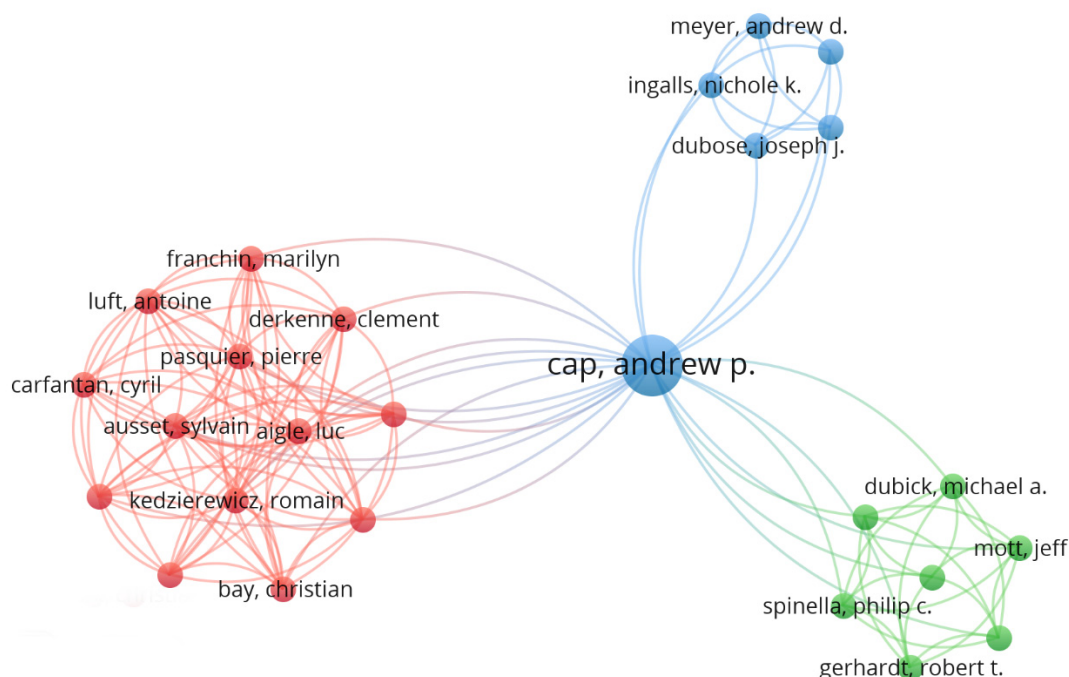 meyer, andrew d.
ingalls, nichole k.
dubose, joseph j.
franchin, marilyn
luft, antoine
derkenne, clement
pasquier, pierre
cap, andrew p.
carfantan, cyril
ausset, sylvain
aigle, luc
dubick, michael a.
kedzierewicz, romain
mott, jeff
bay, christian
spinella, philip c.
gerhardt, robert t.